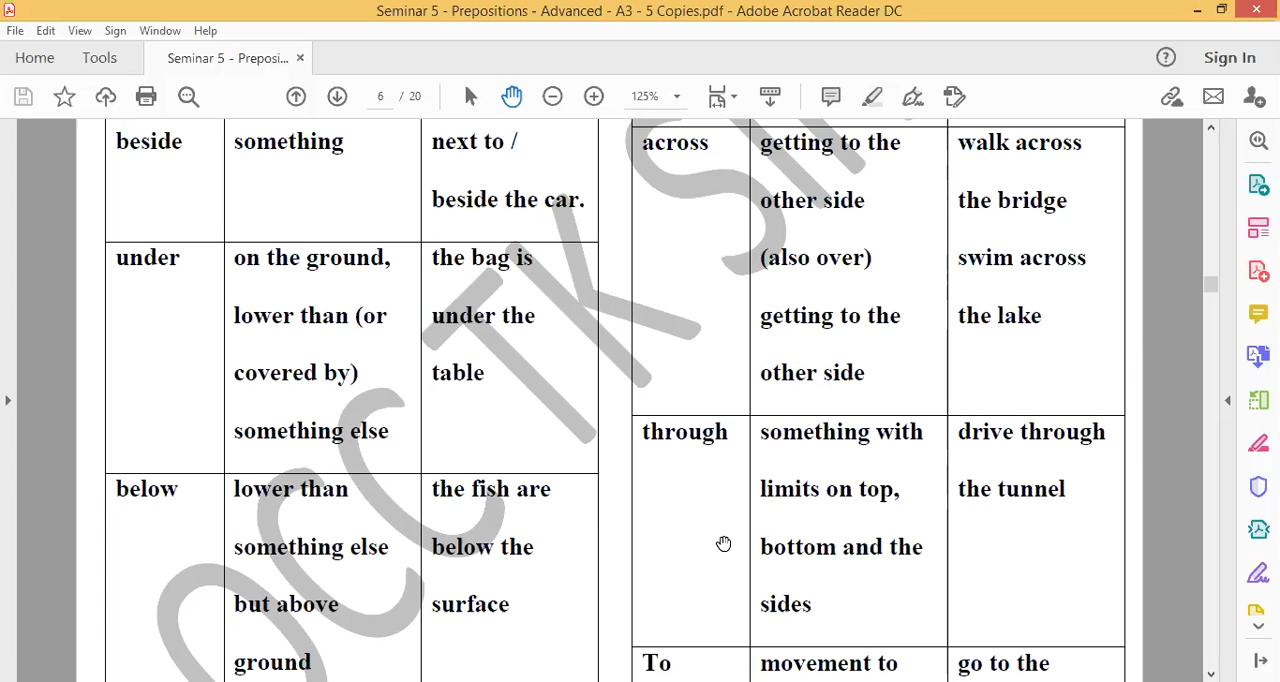 Seminar 5 - Prepositions - Advanced - A3 - 5 Copies.pdf - Adobe Acrobat Reader DC
File Edit View Sign Window Help
Home Tools Seminar 5 - Preposi... × Sign In
6 / 20 125%
beside something next to /
beside the car.
under on the ground, the bag is
lower than (or under the
covered by) table
something else
below lower than the fish are
something else below the
but above surface
ground
across getting to the walk across
other side the bridge
(also over) swim across
getting to the the lake
other side
through something with drive through
limits on top, the tunnel
bottom and the
sides
To movement to go to the
OCC TK SIR